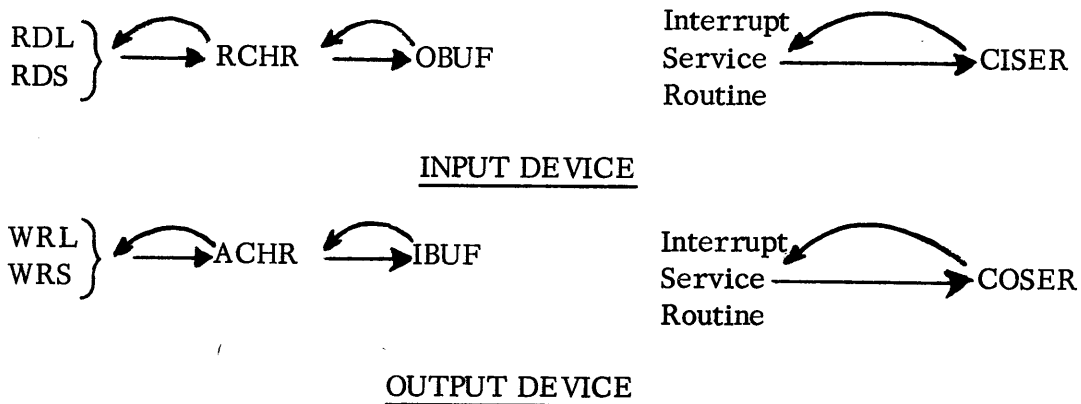 RDL
RDS
RCHR
OBUF
Interrupt
Service
Routine
CISER
INPUT DEVICE
WRL
WRS
ACHR
IBUF
Interrupt
Service
Routine
COSER
OUTPUT DEVICE